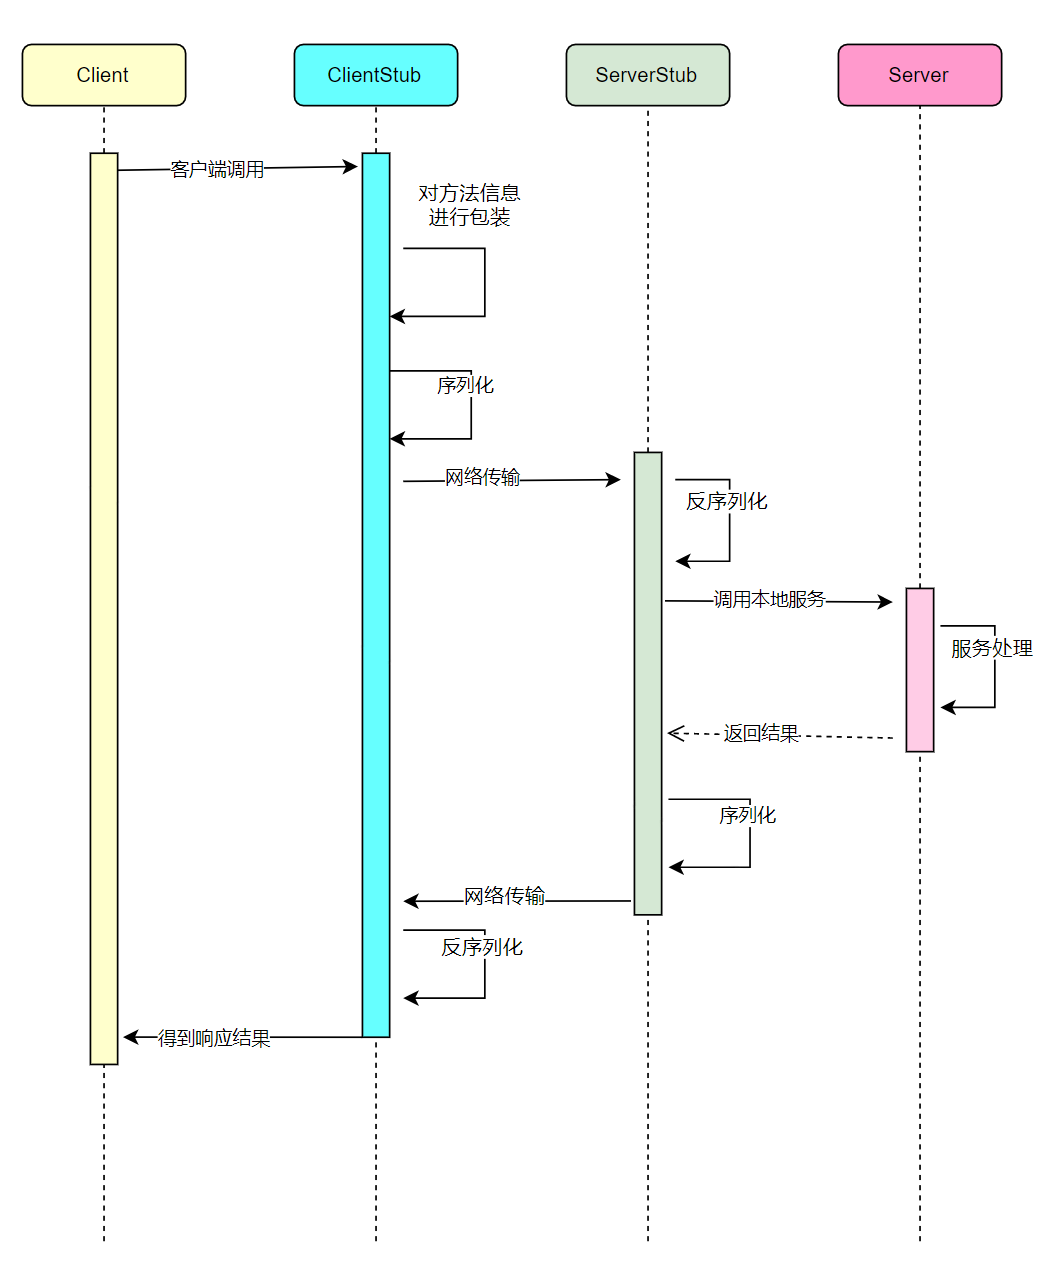 Client
ClientStub
ServerStub
Server
客户端调用
对方法信息
进行包装
序列化
网络传输
反序列化
调用本地服务
服务处理
返回结果
序列化
网络传输
反序列化
得到响应结果